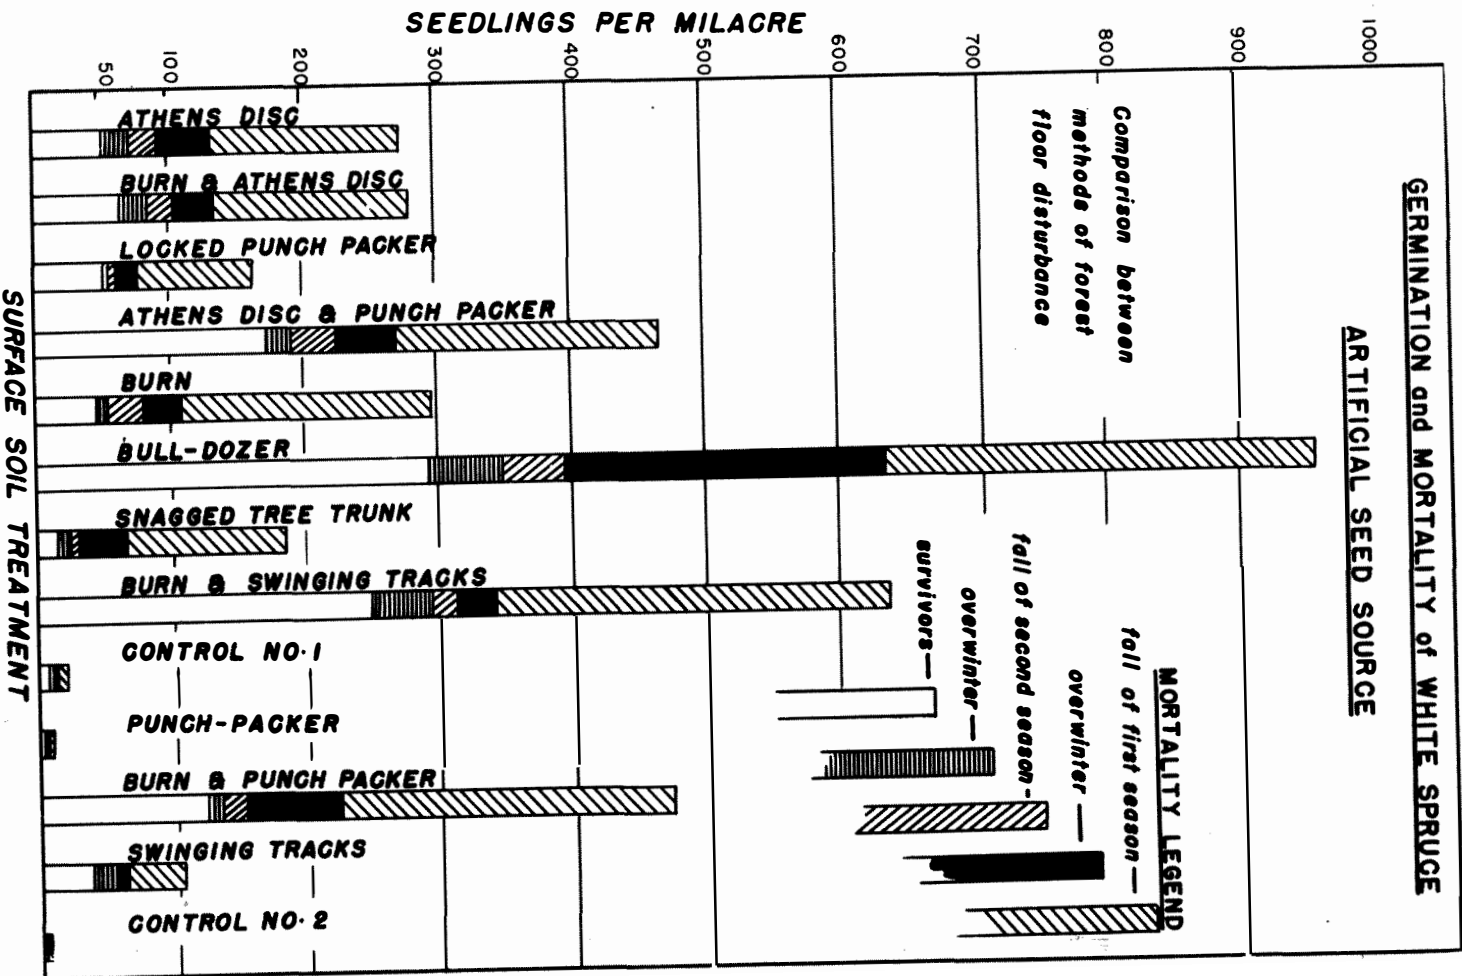 GERMINATION and MORTALITY of WHITE SPRUCE
ARTIFICIAL SEED SOURCE
Comparison between
methods of forest
floor disturbance
MORTALITY LEGEND
fall of first season
overwinter
fall of second season
overwinter
survivors
SEEDLINGS PER MILACRE
50
100
200
300
400
500
600
700
800
900
1000
ATHENS DISC
BURN & ATHENS DISC
LOCKED PUNCH PACKER
ATHENS DISC & PUNCH PACKER
BURN
BULL-DOZER
SNAGGED TREE TRUNK
BURN & SWINGING TRACKS
CONTROL NO. 1
PUNCH-PACKER
BURN & PUNCH PACKER
SWINGING TRACKS
CONTROL NO. 2
SURFACE SOIL TREATMENT